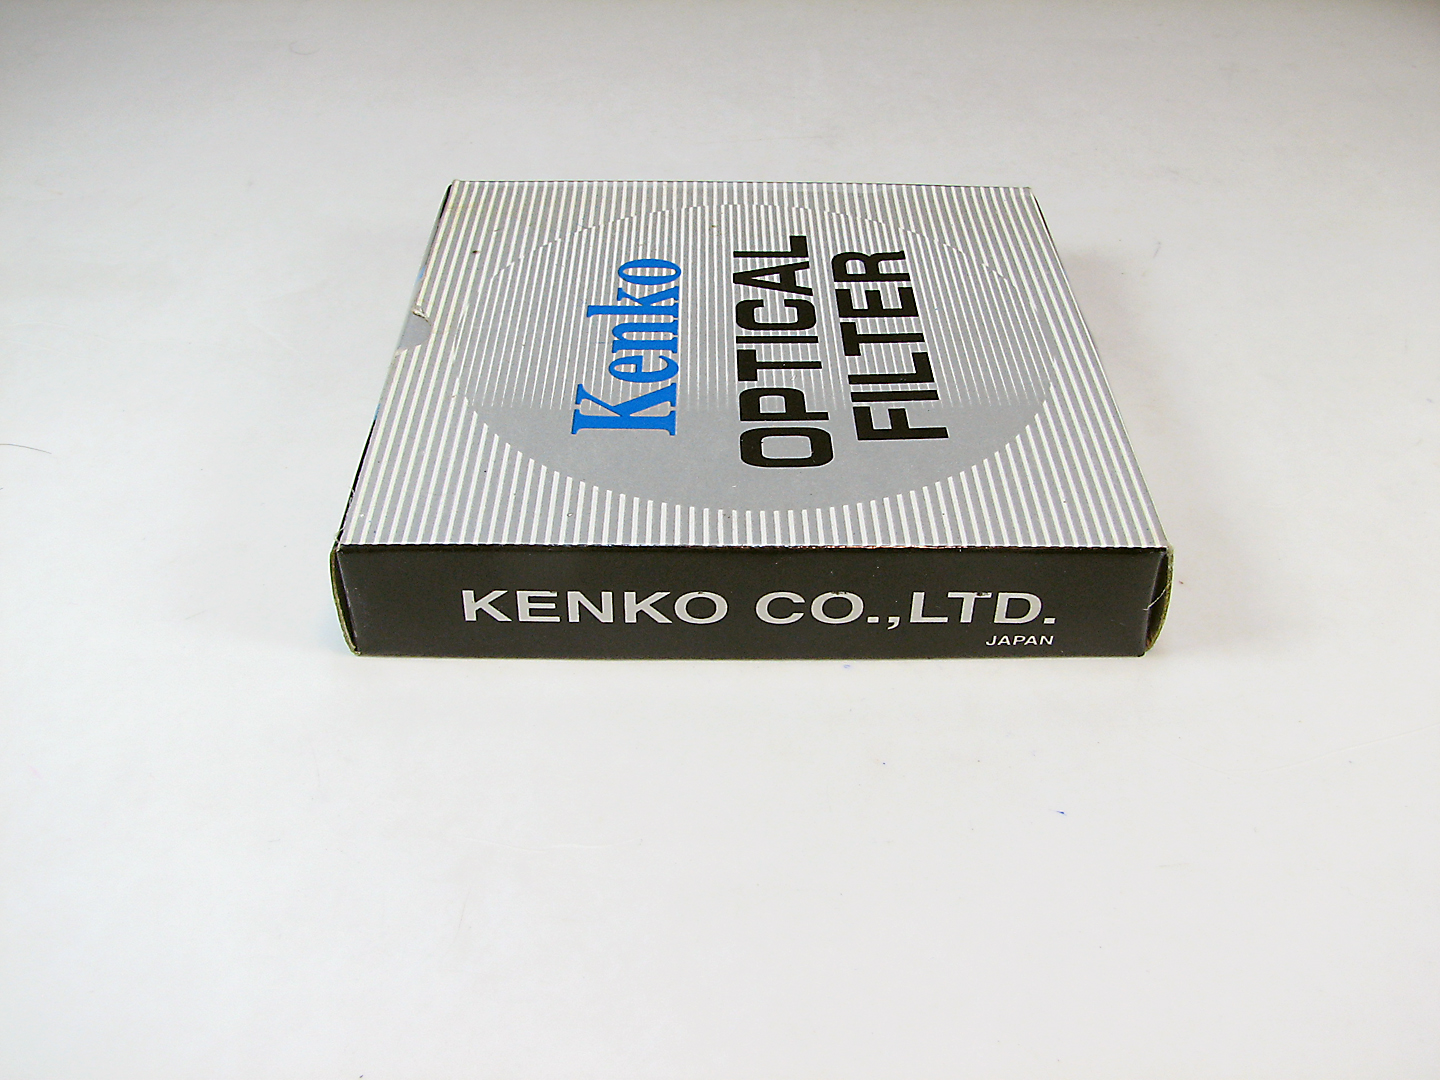 Kenko
OPTICAL
FILTER
KENKO CO.,LTD.
JAPAN